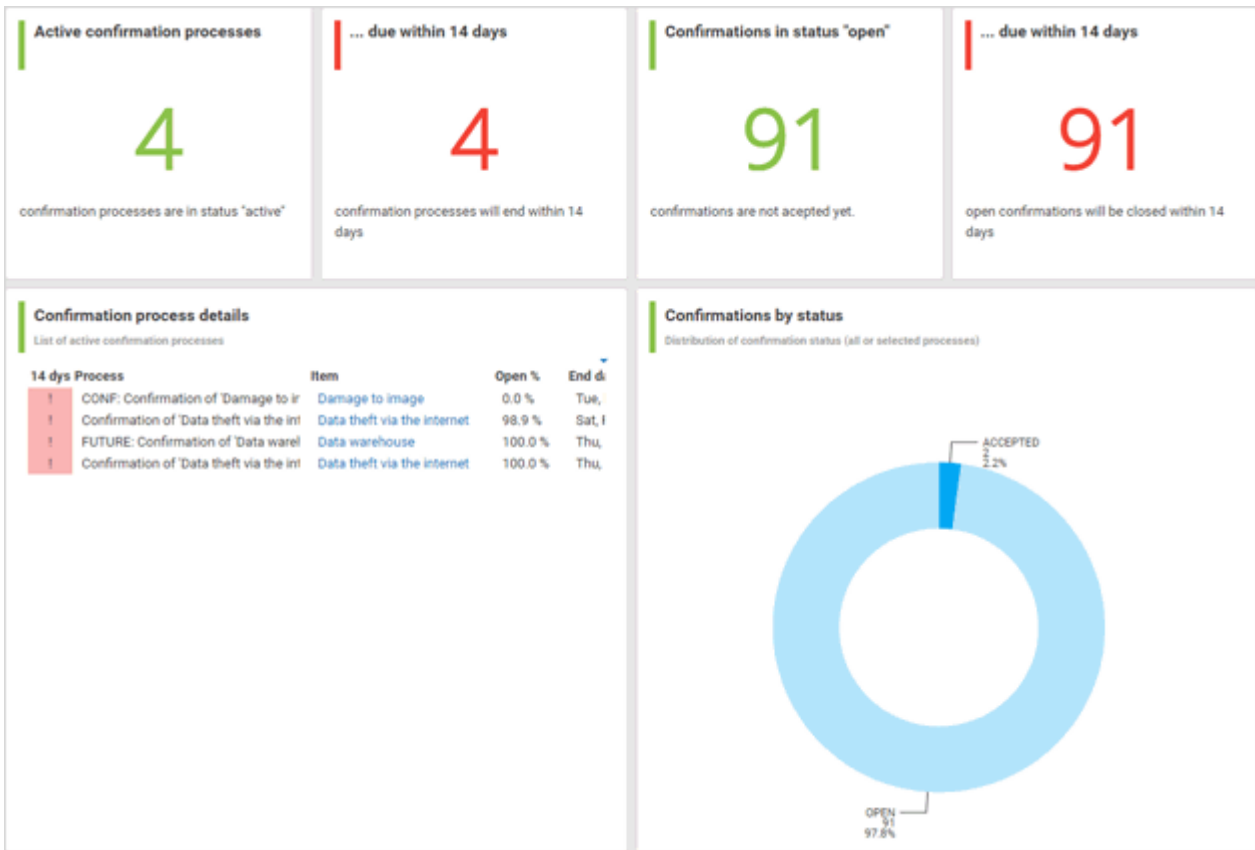 Active confirmation processes
4
confirmation processes are in status "active"
... due within 14 days
4
confirmation processes will end within 14
days
Confirmations in status "open"
91
confirmations are not acepted yet.
... due within 14 days
91
open confirmations will be closed within 14
days
Confirmation process details
List of active confirmation processes
14 dys Process Item Open % End d
! CONF: Confirmation of 'Damage to ir Damage to image 0.0 % Tue,
! Confirmation of 'Data theft via the int Data theft via the internet 98.9 % Sat,
! FUTURE: Confirmation of 'Data warel Data warehouse 100.0 % Thu,
! Confirmation of 'Data theft via the int Data theft via the internet 100.0 % Thu,
Confirmations by status
Distribution of confirmation status (all or selected processes)
ACCEPTED
2
2.2%
OPEN
91
97.8%